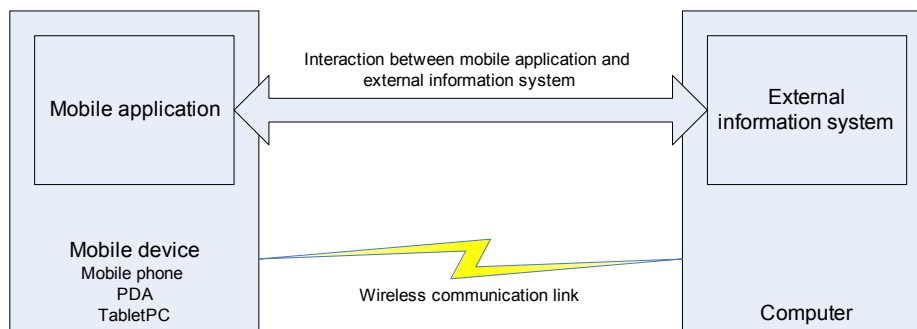 Interaction between mobile application and
external information system
Mobile application
External
information system
Mobile device
Mobile phone
PDA
TabletPC
Wireless communication link
Computer